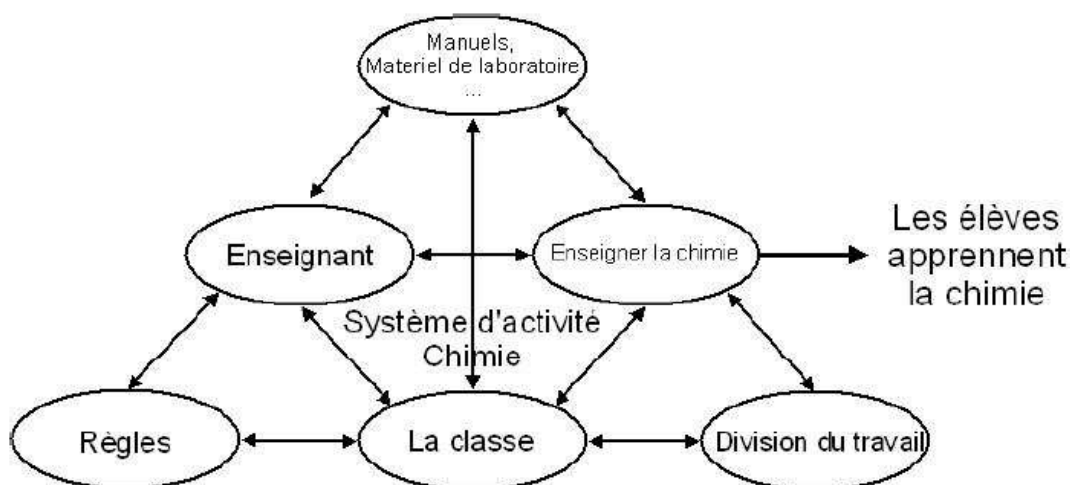 Manuels,
Materiel de laboratoire
...
Enseignant
Enseigner la chimie
Les élèves
apprennent
la chimie
Système d'activité
Chimie
Règles
La classe
Division du travail